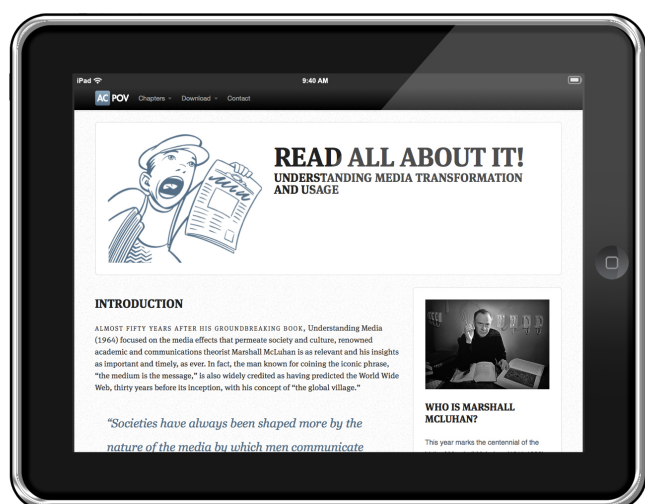 iPad
9:40 AM
AC POV Chapters Download Contact
READ ALL ABOUT IT!
UNDERSTANDING MEDIA TRANSFORMATION
AND USAGE
INTRODUCTION
ALMOST FIFTY YEARS AFTER HIS GROUNDBREAKING BOOK, Understanding Media
(1964) focused on the media effects that permeate society and culture, renowned
academic and communications theorist Marshall McLuhan is as relevant and his insights
as important and timely, as ever. In fact, the man known for coining the iconic phrase,
“the medium is the message,” is also widely credited as having predicted the World Wide
Web, thirty years before its inception, with his concept of “the global village.”
“Societies have always been shaped more by the
nature of the media by which men communicate
WHO IS MARSHALL
MCLUHAN?
This year marks the centennial of the